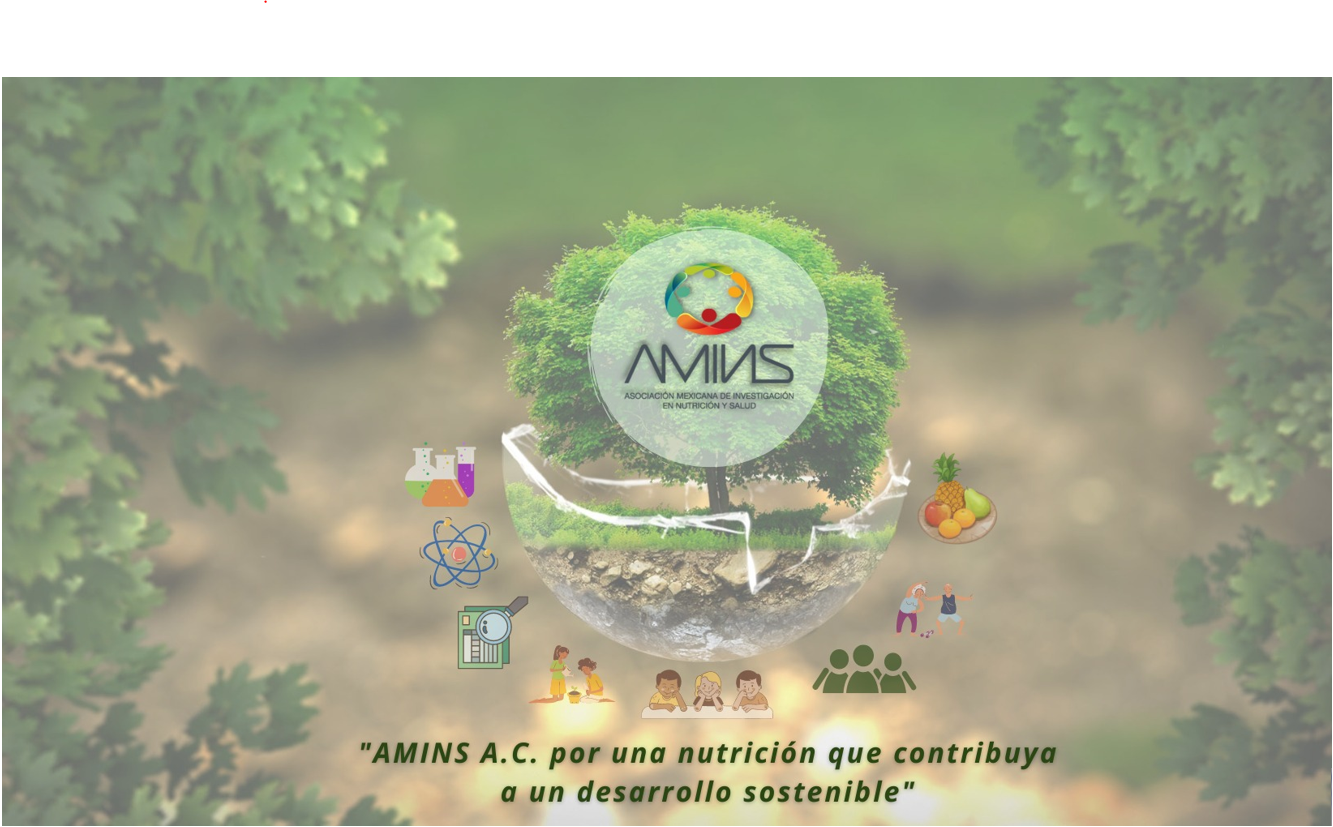 AMINS
ASOCIACIÓN MEXICANA DE INVESTIGACIÓN
EN NUTRICIÓN Y SALUD
"AMINS A.C. por una nutrición que contribuya
a un desarrollo sostenible"